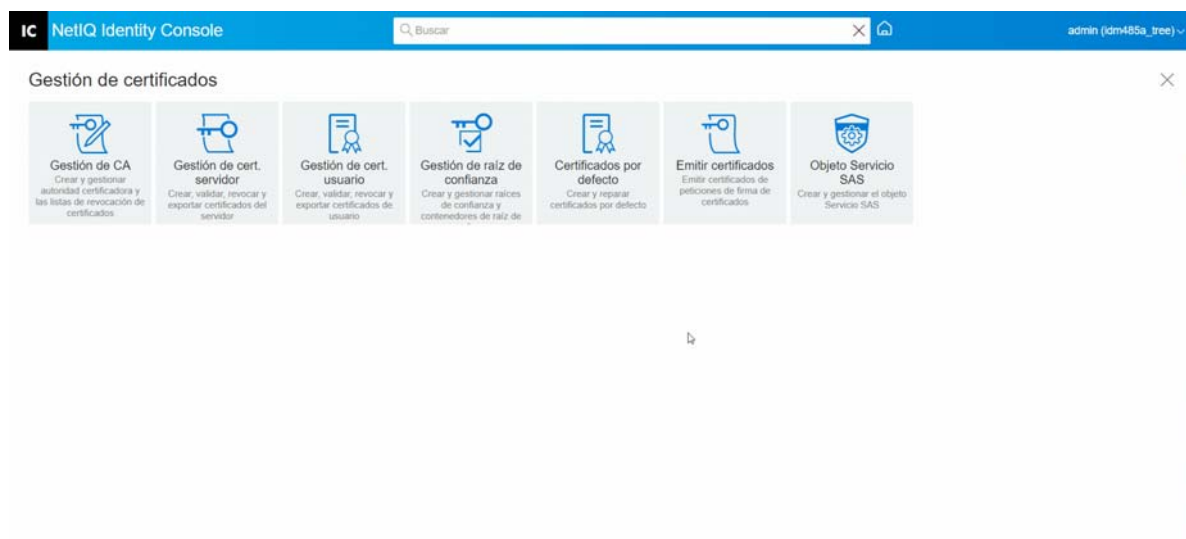 IC NetIQ Identity Console
Buscar
admin (idm485a_tree)
Gestión de certificados
Gestión de CA
Crear y gestionar
autoridad certificadora y
las listas de revocación de
certificados
Gestión de cert.
servidor
Crear, validar, revocar y
exportar certificados del
servidor
Gestión de cert.
usuario
Crear, validar, revocar y
exportar certificados de
usuario
Gestión de raíz de
confianza
Crear y gestionar raíces
de confianza y
contenedores de raíz de
Certificados por
defecto
Crear y reparar
certificados por defecto
Emitir certificados
Emitir certificados de
peticiones de firma de
certificados
Objeto Servicio
SAS
Crear y gestionar el objeto
Servicio SAS